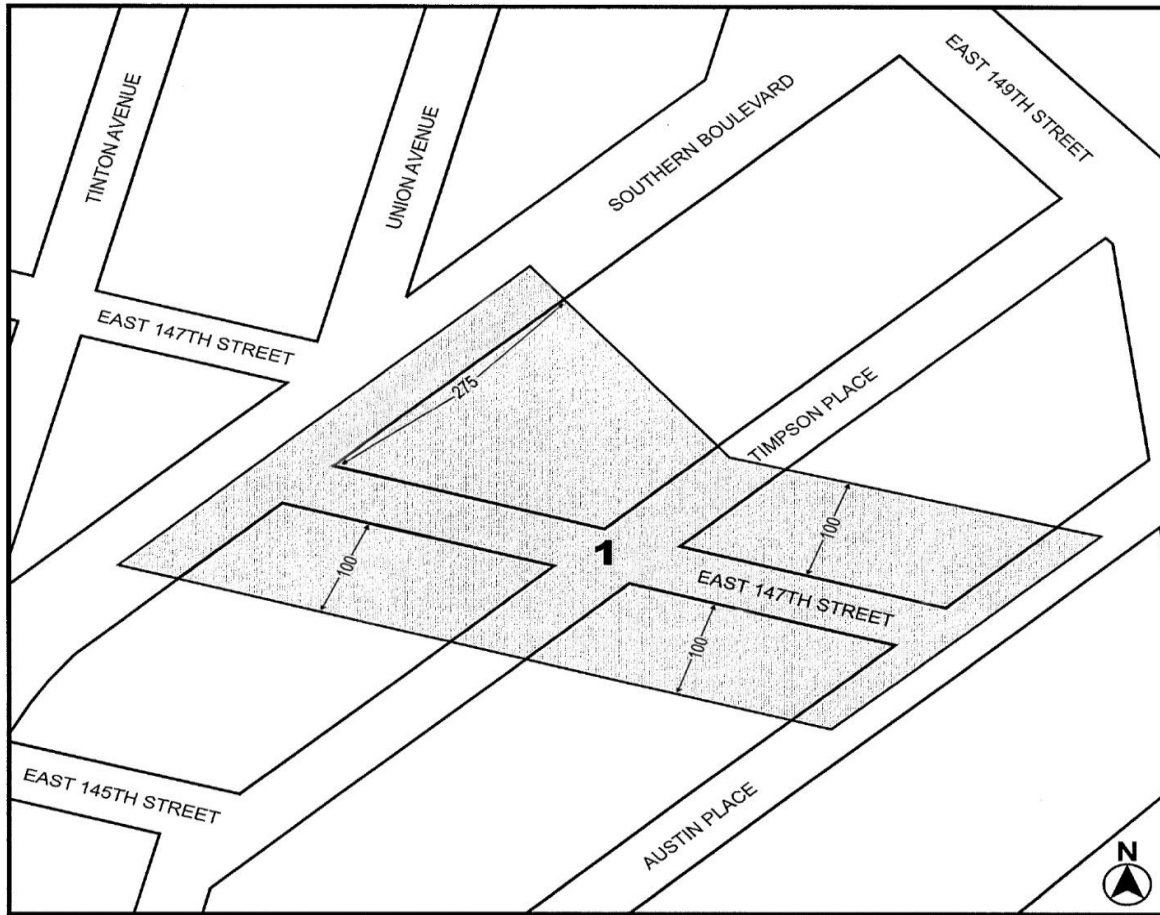 EAST 149TH STREET
SOUTHERN BOULEVARD
TINTON AVENUE
UNION AVENUE
EAST 147TH STREET
275
TIMPSON PLACE
100
100
1
EAST 147TH STREET
100
EAST 145TH STREET
AUSTIN PLACE
N